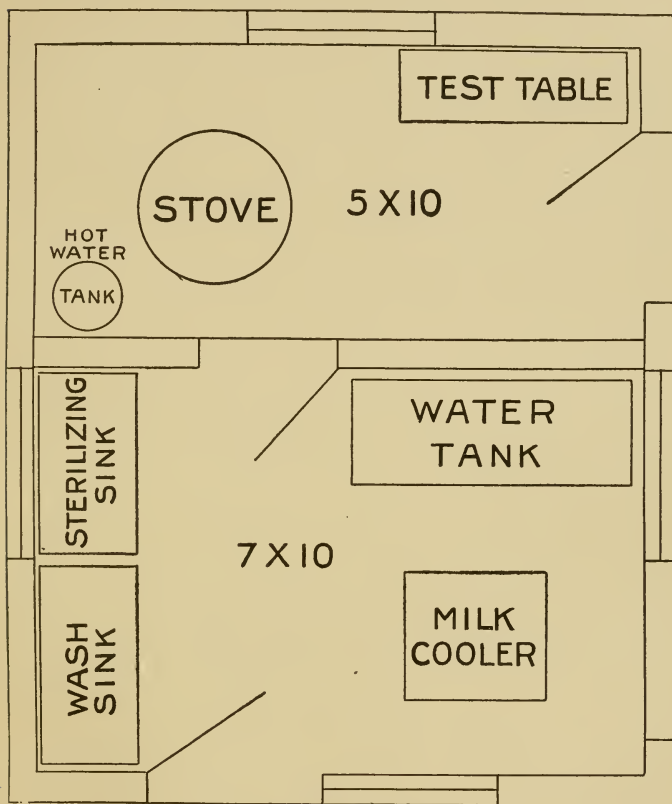 TEST TABLE
STOVE
5 X 10
HOT
WATER
TANK
STERILIZING
SINK
WATER
TANK
7 X 10
WASH
SINK
MILK
COOLER